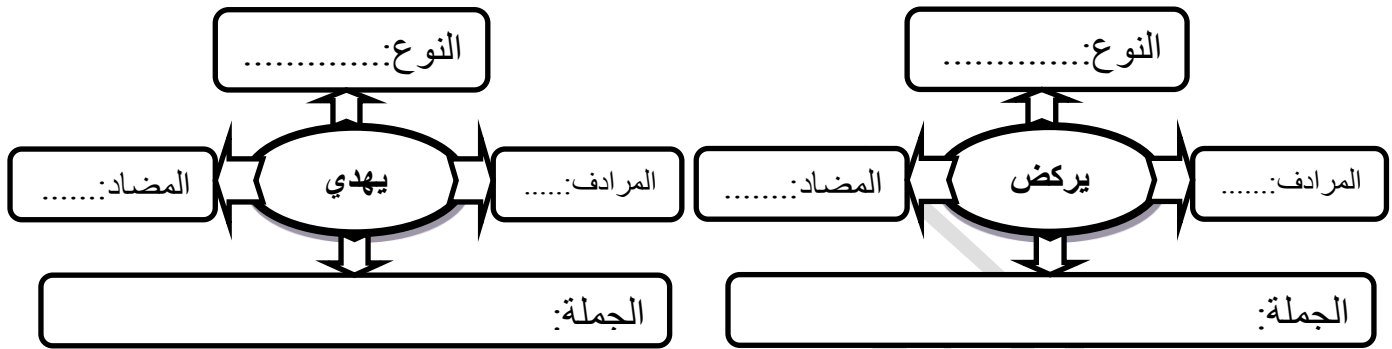 النوع:..............
يركض
المرادف:......
المضاد:........
الجملة:
النوع:..............
يهدي
المرادف:.....
المضاد:.......
الجملة: